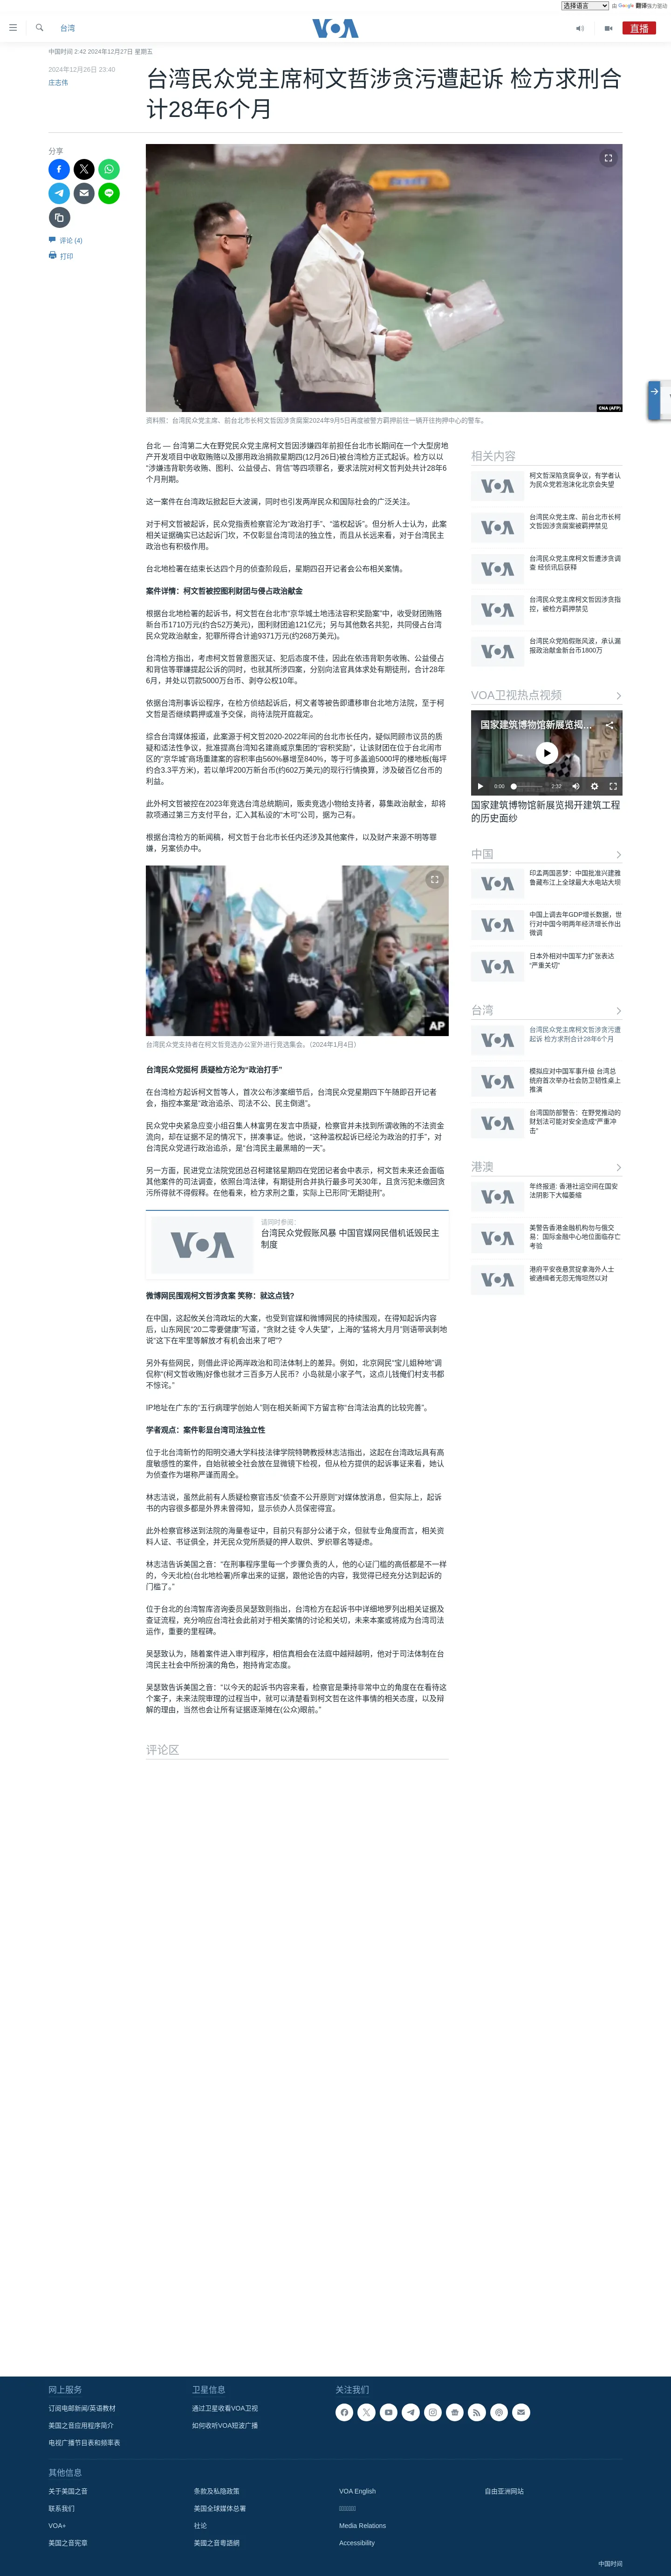 选择语言 由 Google 翻译强力驱动
台湾
VOA
直播
中国时间 2:42 2024年12月27日 星期五
2024年12月26日 23:40
庄志伟
台湾民众党主席柯文哲涉贪污遭起诉 检方求刑合
计28年6个月
分享
评论 (4)
打印
CNA (AFP)
资料照：台湾民众党主席、前台北市长柯文哲因涉贪腐案2024年9月5日再度被警方羁押前往一辆开往拘押中心的警车。
台北 — 台湾第二大在野党民众党主席柯文哲因涉嫌四年前担任台北市长期间在一个大型房地
产开发项目中收取贿赂以及挪用政治捐款星期四(12月26日)被台湾检方正式起诉。检方以以
“涉嫌违背职务收贿、图利、公益侵占、背信”等四项罪名，要求法院对柯文哲判处共计28年6
个月刑期。
这一案件在台湾政坛掀起巨大波澜，同时也引发两岸民众和国际社会的广泛关注。
对于柯文哲被起诉，民众党指责检察官沦为“政治打手”、“滥权起诉”。但分析人士认为，此案
相关证据确实已达起诉门坎，不仅彰显台湾司法的独立性，而且从长远来看，对于台湾民主
政治也有积极作用。
台北地检署在结束长达四个月的侦查阶段后，星期四召开记者会公布相关案情。
案件详情：柯文哲被控图利财团与侵占政治献金
根据台北地检署的起诉书，柯文哲在台北市“京华城土地违法容积奖励案”中，收受财团贿赂
新台币1710万元(约合52万美元)，图利财团逾121亿元；另与其他数名共犯，共同侵占台湾
民众党政治献金，犯罪所得合计逾9371万元(约268万美元)。
台湾检方指出，考虑柯文哲曾意图灭证、犯后态度不佳，因此在依违背职务收贿、公益侵占
和背信等罪嫌提起公诉的同时，也就其所涉四案，分别向法官具体求处有期徒刑，合计28年
6月，并处以罚款5000万台币、剥夺公权10年。
依据台湾刑事诉讼程序，在检方侦结起诉后，柯文者等被告即遭移审台北地方法院，至于柯
文哲是否继续羁押或准予交保，尚待法院开庭裁定。
综合台湾媒体报道，此案源于柯文哲2020-2022年间的台北市长任内，疑似罔顾市议员的质
疑和适法性争议，批准提高台湾知名建商威京集团的“容积奖励”，让该财团在位于台北闹市
区的“京华城”商场重建案的容积率由560%暴增至840%，等于可多盖逾5000坪的楼地板(每坪
约合3.3平方米)，若以单坪200万新台币(约602万美元)的现行行情换算，涉及破百亿台币的
利益。
此外柯文哲被控在2023年竞选台湾总统期间，贩卖竞选小物给支持者，募集政治献金，却将
款项通过第三方支付平台，汇入其私设的“木可”公司，据为己有。
根据台湾检方的新闻稿，柯文哲于台北市长任内还涉及其他案件，以及财产来源不明等罪
嫌，另案侦办中。
AP
台湾民众党支持者在柯文哲竞选办公室外进行竞选集会。（2024年1月4日）
台湾民众党挺柯 质疑检方沦为“政治打手”
在台湾检方起诉柯文哲等人，首次公布涉案细节后，台湾民众党星期四下午随即召开记者
会，指控本案是“政治追杀、司法不公、民主倒退”。
民众党中央紧急应变小组召集人林富男在发言中质疑，检察官并未找到所谓收贿的不法资金
流向，却在证据不足的情况下，拼凑事证。他说，“这种滥权起诉已经沦为政治的打手”，对
台湾民众党进行政治追杀，是“台湾民主最黑暗的一天”。
另一方面，民进党立法院党团总召柯建铭星期四在党团记者会中表示，柯文哲未来还会面临
其他案件的司法调查，依照台湾法律，有期徒刑合并执行最多可关30年，且贪污犯未缴回贪
污所得就不得假释。在他看来，检方求刑之重，实际上已形同“无期徒刑”。
请同时参阅：
VOA
台湾民众党假账风暴 中国官媒网民借机诋毁民主
制度
微博网民围观柯文哲涉贪案 笑称：就这点钱?
在中国，这起攸关台湾政坛的大案，也受到官媒和微博网民的持续围观，在得知起诉内容
后，山东网民“20二零要健康”写道，“贪财之徒 令人失望”，上海的“猛将大月月”则语带讽刺地
说“这下在牢里等解放才有机会出来了吧”?
另外有些网民，则借此评论两岸政治和司法体制上的差异。例如，北京网民“宝儿姐种地”调
侃称“(柯文哲收贿)好像也就才三百多万人民币? 小岛就是小家子气，这点儿钱俺们村支书都
不惊诧。”
IP地址在广东的“五行病理学创始人”则在相关新闻下方留言称“台湾法治真的比较完善”。
学者观点：案件彰显台湾司法独立性
位于北台湾新竹的阳明交通大学科技法律学院特聘教授林志洁指出，这起在台湾政坛具有高
度敏感性的案件，自始就被全社会放在显微镜下检视，但从检方提供的起诉事证来看，她认
为侦查作为堪称严谨而周全。
林志洁说，虽然此前有人质疑检察官违反“侦查不公开原则”对媒体放消息，但实际上，起诉
书的内容很多都是外界未曾得知，显示侦办人员保密得宜。
此外检察官移送到法院的海量卷证中，目前只有部分公诸于众，但就专业角度而言，相关资
料人证、书证俱全，并无民众党所质疑的押人取供、罗织罪名等疑虑。
林志洁告诉美国之音：“在刑事程序里每一个步骤负责的人，他的心证门槛的高低都是不一样
的，今天北检(台北地检署)所拿出来的证据，跟他论告的内容，我觉得已经充分达到起诉的
门槛了。”
位于台北的台湾智库咨询委员吴瑟致则指出，台湾检方在起诉书中详细地罗列出相关证据及
查证流程，充分响应台湾社会此前对于相关案情的讨论和关切，未来本案或将成为台湾司法
运作，重要的里程碑。
吴瑟致认为，随着案件进入审判程序，相信真相会在法庭中越辩越明，他对于司法体制在台
湾民主社会中所扮演的角色，抱持肯定态度。
吴瑟致告诉美国之音：“以今天的起诉书内容来看，检察官是秉持非常中立的角度在在看待这
个案子，未来法院审理的过程当中，就可以清楚看到柯文哲在这件事情的相关态度，以及辩
解的理由，当然也会让所有证据逐渐摊在(公众)眼前。”
评论区
相关内容
VOA
柯文哲深陷贪腐争议，有学者认
为民众党若泡沫化北京会失望
VOA
台湾民众党主席、前台北市长柯
文哲因涉贪腐案被羁押禁见
VOA
台湾民众党主席柯文哲遭涉贪调
查 经侦讯后获释
VOA
台湾民众党主席柯文哲因涉贪指
控，被检方羁押禁见
VOA
台湾民众党陷假账风波，承认漏
报政治献金新台币1800万
VOA卫视热点视频
国家建筑博物馆新展览揭...
0:00
2:32
国家建筑博物馆新展览揭开建筑工程
的历史面纱
中国
VOA
印孟两国恶梦：中国批准兴建雅
鲁藏布江上全球最大水电站大坝
VOA
中国上调去年GDP增长数据，世
行对中国今明两年经济增长作出
微调
VOA
日本外相对中国军力扩张表达
“严重关切”
台湾
VOA
台湾民众党主席柯文哲涉贪污遭
起诉 检方求刑合计28年6个月
VOA
模拟应对中国军事升级 台湾总
统府首次举办社会防卫韧性桌上
推演
VOA
台湾国防部警告：在野党推动的
财划法可能对安全造成“严重冲
击”
港澳
VOA
年终报道: 香港社运空间在国安
法阴影下大幅萎缩
VOA
美警告香港金融机构勿与俄交
易：国际金融中心地位面临存亡
考验
VOA
港府平安夜悬赏捉拿海外人士
被通缉者无怨无悔坦然以对
网上服务
订阅电邮新闻/英语教材
美国之音应用程序简介
电视广播节目表和频率表
卫星信息
通过卫星收看VOA卫视
如何收听VOA短波广播
关注我们
其他信息
关于美国之音
联系我们
VOA+
美国之音宪章
条款及私隐政策
美国全球媒体总署
社论
美國之音粵語網
VOA English
Media Relations
Accessibility
自由亚洲网站
中国时间